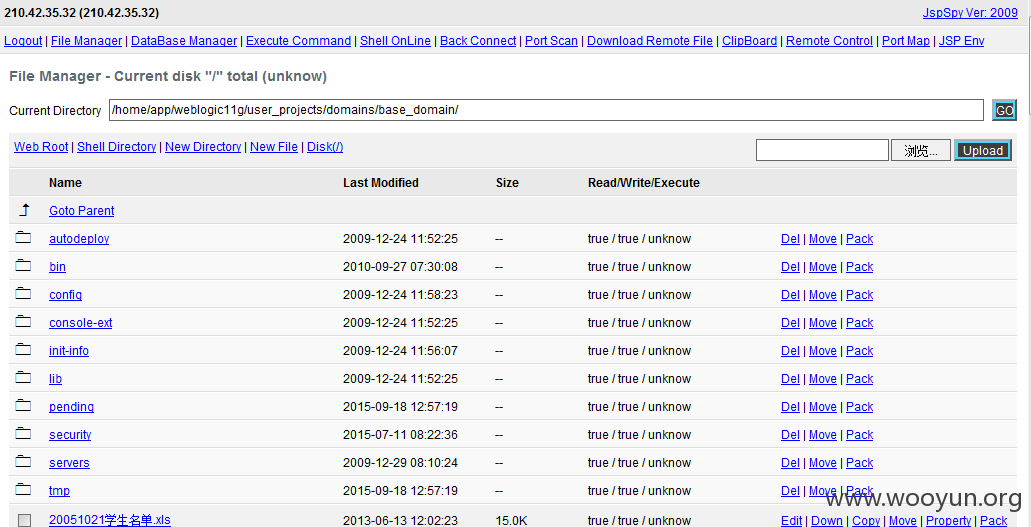 210.42.35.32 (210.42.35.32) JspSpy Ver: 2009
Logout | File Manager | DataBase Manager | Execute Command | Shell OnLine | Back Connect | Port Scan | Download Remote File | ClipBoard | Remote Control | Port Map | JSP Env
File Manager - Current disk "/" total (unknow)
Current Directory /home/app/weblogic11g/user_projects/domains/base_domain/ GO
Web Root | Shell Directory | New Directory | New File | Disk(/) 浏览... Upload
Name Last Modified Size Read/Write/Execute
Goto Parent
autodeploy 2009-12-24 11:52:25 -- true / true / unknow Del | Move | Pack
bin 2010-09-27 07:30:08 -- true / true / unknow Del | Move | Pack
config 2009-12-24 11:58:23 -- true / true / unknow Del | Move | Pack
console-ext 2009-12-24 11:52:25 -- true / true / unknow Del | Move | Pack
init-info 2009-12-24 11:56:07 -- true / true / unknow Del | Move | Pack
lib 2009-12-24 11:52:25 -- true / true / unknow Del | Move | Pack
pending 2015-09-18 12:57:19 -- true / true / unknow Del | Move | Pack
security 2015-07-11 08:22:36 -- true / true / unknow Del | Move | Pack
servers 2009-12-29 08:10:24 -- true / true / unknow Del | Move | Pack
tmp 2015-09-18 12:57:19 -- true / true / unknow Del | Move | Pack
www.wooyun.org
20051021学生名单.xls 2013-06-13 12:02:23 15.0K true / true / unknow Edit | Down | Copy | Move | Property | Pack